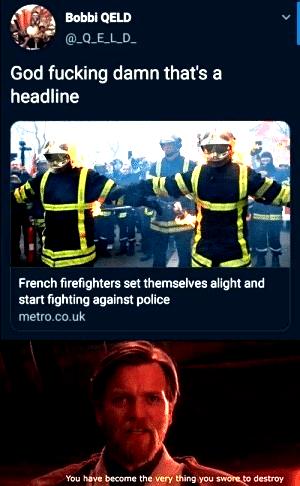 Bobbi QELD
@_Q_E_L_D_
God fucking damn that's a
headline
French firefighters set themselves alight and
start fighting against police
metro.co.uk
You have become the very thing you swore to destroy